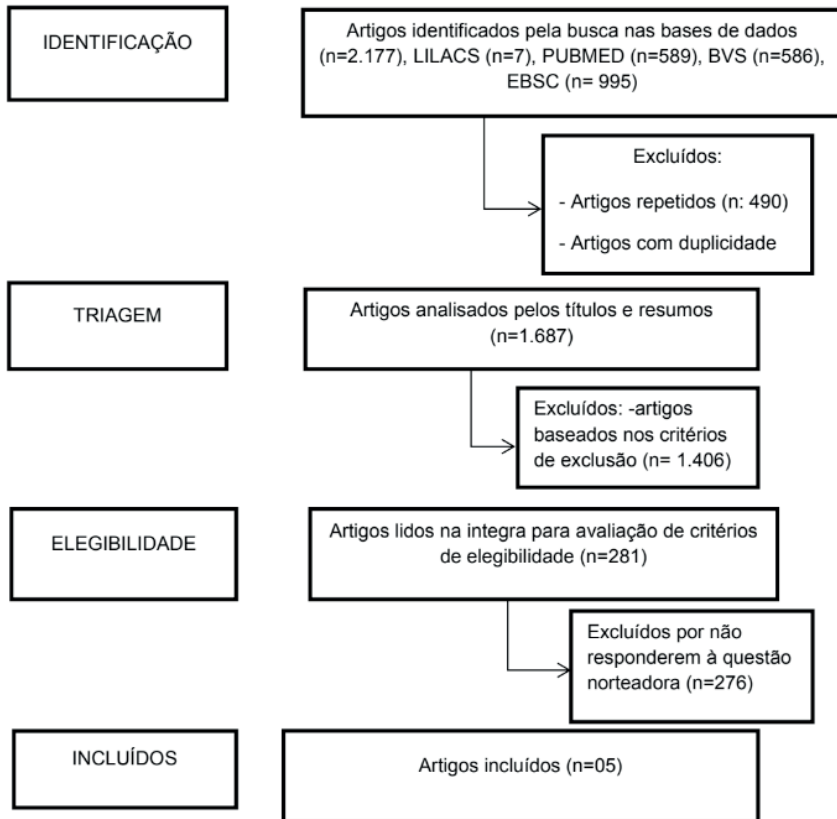 IDENTIFICAÇÃO
Artigos identificados pela busca nas bases de dados
(n=2.177), LILACS (n=7), PUBMED (n=589), BVS (n=586),
EBSC (n= 995)
Excluídos:
- Artigos repetidos (n: 490)
- Artigos com duplicidade
TRIAGEM
Artigos analisados pelos títulos e resumos
(n=1.687)
Excluídos: -artigos
baseados nos critérios
de exclusão (n= 1.406)
ELEGIBILIDADE
Artigos lidos na integra para avaliação de critérios
de elegibilidade (n=281)
Excluídos por não
responderem à questão
norteadora (n=276)
INCLUÍDOS
Artigos incluídos (n=05)